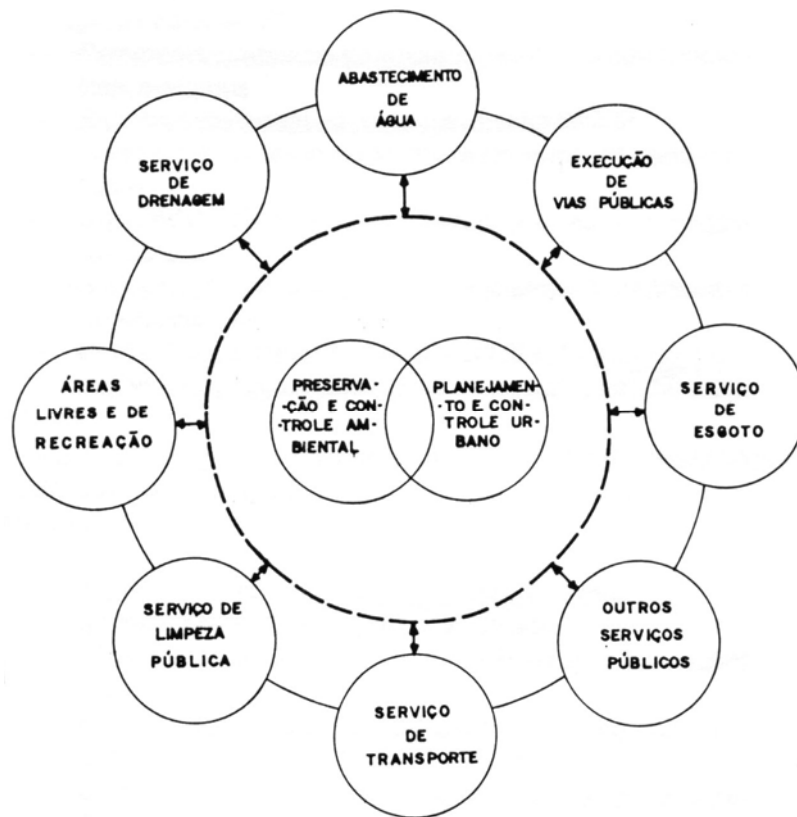 ABASTECIMENTO
DE
ÁGUA
EXECUÇÃO
DE
VIAS PÚBLICAS
SERVIÇO
DE
ESGOTO
OUTROS
SERVIÇOS
PÚBLICOS
SERVIÇO
DE
TRANSPORTE
SERVIÇO DE
LIMPEZA
PÚBLICA
ÁREAS
LIVRES E DE
RECREAÇÃO
SERVIÇO
DE
DRENAGEM
PRESERVA-
-ÇÃO E CON-
-TROLE AM-
-BIENTAL
PLANEJAMEN-
-TO E CON-
TROLE UR-
BANO